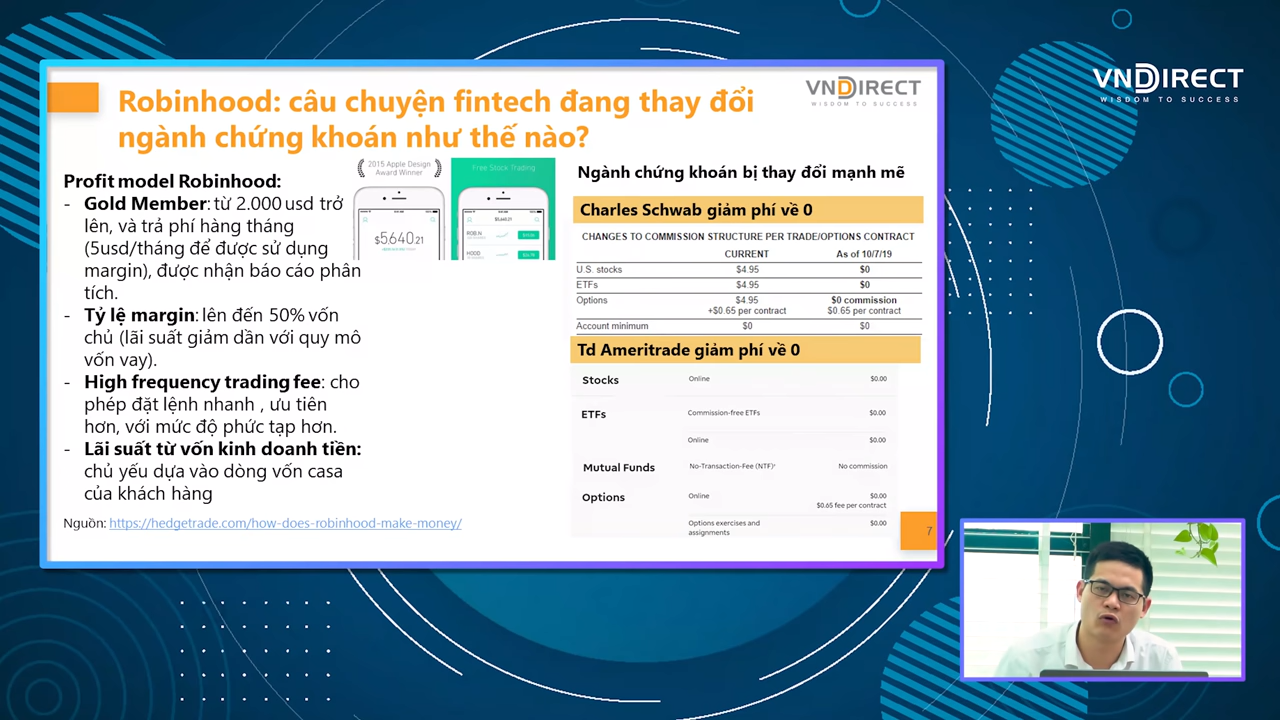 VNDIRECT
WISDOM TO SUCCESS
VNDIRECT
WISDOM TO SUCCESS
Robinhood: câu chuyện fintech đang thay đổi
ngành chứng khoán như thế nào?
Profit model Robinhood:
- Gold Member: từ 2.000 usd trở
lên, và trả phí hàng tháng
(5usd/tháng để được sử dụng
margin), được nhận báo cáo phân
tích.
- Tỷ lệ margin: lên đến 50% vốn
chủ (lãi suất giảm dần với quy mô
vốn vay).
- High frequency trading fee: cho
phép đặt lệnh nhanh , ưu tiên
hơn, với mức độ phức tạp hơn.
- Lãi suất từ vốn kinh doanh tiền:
chủ yếu dựa vào dòng vốn casa
của khách hàng
Nguồn: https://hedgetrade.com/how-does-robinhood-make-money/
2015 Apple Design
Award Winner
$5,640.21
Free Stock Trading
$5,640.21
ROB.N
HOOD
Ngành chứng khoán bị thay đổi mạnh mẽ
Charles Schwab giảm phí về 0
CHANGES TO COMMISSION STRUCTURE PER TRADE/OPTIONS CONTRACT
CURRENT As of 10/7/19
U.S. stocks $4.95 $0
ETFs $4.95 $0
Options $4.95 $0 commission
+$0.65 per contract $0.65 per contract
Account minimum $0 $0
Td Ameritrade giảm phí về 0
Stocks Online $0.00
ETFs Commission-free ETFs $0.00
Online $0.00
Mutual Funds No-Transaction-Fee (NTF)¹ No commission
Options Online $0.00
$0.65 fee per contract
Options exercises and $0.00
assignments
7